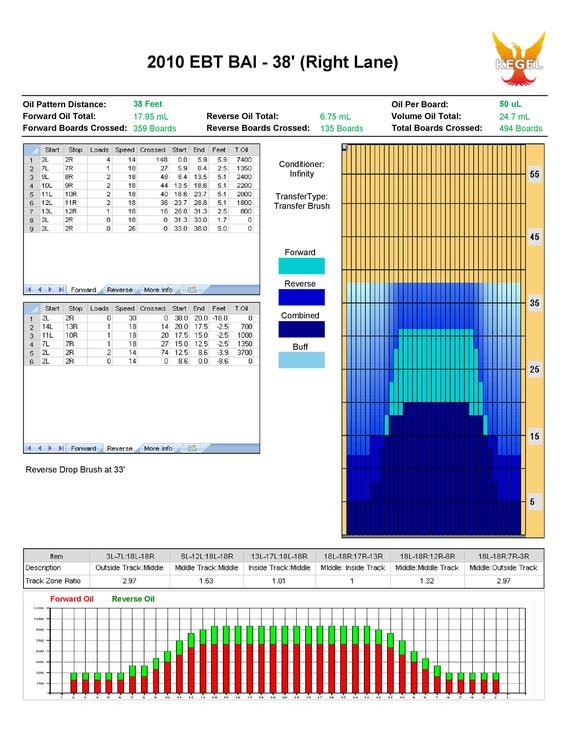 2010 EBT BAI - 38' (Right Lane)
KEGEL
Oil Pattern Distance: 38 Feet Oil Per Board: 50 uL
Forward Oil Total: 17.95 mL Reverse Oil Total: 6.75 mL Volume Oil Total: 24.7 mL
Forward Boards Crossed: 359 Boards Reverse Boards Crossed: 135 Boards Total Boards Crossed: 494 Boards
Start Stop Loads Speed Crossed Start End Feet T.Oil
1 2L 2R 4 14 148 0.0 5.9 5.9 7400
2 7L 7R 1 18 27 5.9 8.4 2.5 1350
3 9L 8R 2 18 48 8.4 13.5 5.1 2400
4 10L 9R 2 18 44 13.5 18.6 5.1 2200
5 11L 10R 2 18 40 18.6 23.7 5.1 2000
6 12L 11R 2 18 36 23.7 28.8 5.1 1800
7 13L 12R 1 18 16 28.8 31.3 2.5 800
8 2L 2R 0 18 0 31.3 33.0 1.7 0
9 2L 2R 0 26 0 33.0 38.0 5.0 0
Forward Reverse More Info
Start Stop Loads Speed Crossed Start End Feet T.Oil
1 2L 2R 0 30 0 38.0 20.0 -18.0 0
2 14L 13R 1 18 14 20.0 17.5 -2.5 700
3 11L 10R 1 18 20 17.5 15.0 -2.5 1000
4 7L 7R 1 18 27 15.0 12.5 -2.5 1350
5 2L 2R 2 14 74 12.5 8.6 -3.9 3700
6 2L 2R 0 14 0 8.6 0.0 -8.6 0
Forward Reverse More Info
Reverse Drop Brush at 33'
Conditioner:
Infinity
TransferType:
Transfer Brush
Forward
Reverse
Combined
Buff
55
45
35
25
15
5
Item 3L-7L:18L-18R 8L-12L:18L-18R 13L-17L:18L-18R 18L-18R:17R-13R 18L-18R:12R-8R 18L-18R:7R-3R
Description Outside Track:Middle Middle Track:Middle Inside Track:Middle Middle: Inside Track Middle:Middle Track Middle:Outside Track
Track Zone Ratio 2.97 1.53 1.01 1 1.32 2.97
Forward Oil Reverse Oil